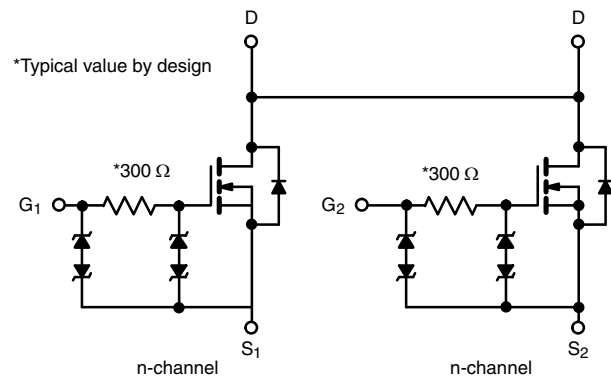 D
D
*Typical value by design
*300 Ω
*300 Ω
G1
G2
S1
S2
n-channel
n-channel